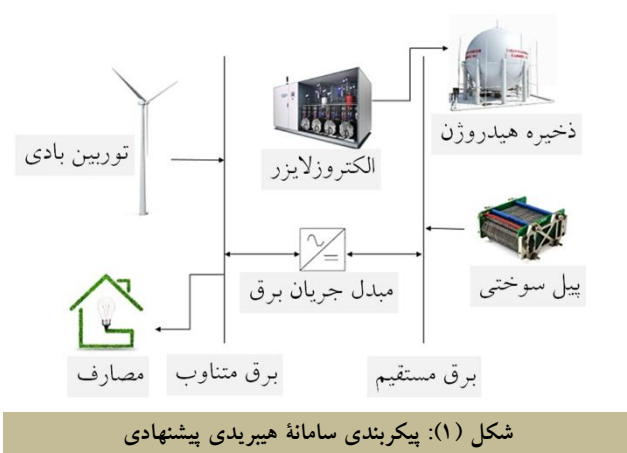 ذخیره هیدروژن
الکتروزلایزر
توربین بادی
پیل سوختی
مبدل جریان برق
مصارف
برق متناوب
برق مستقیم
شکل (۱): پیکربندی سامانۀ هیبریدی پیشنهادی